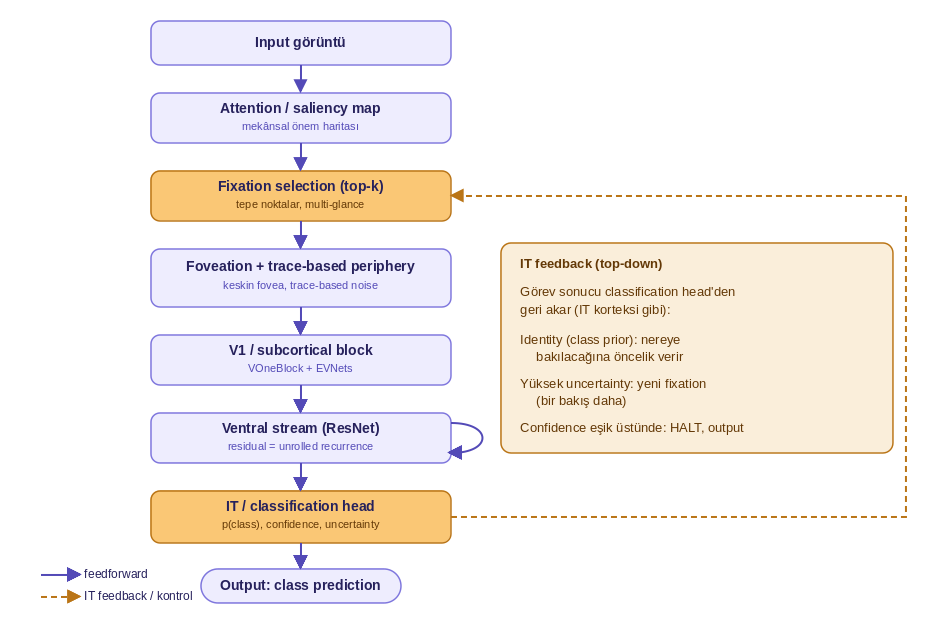 Input görüntü
Attention / saliency map
mekânsal önem haritası
Fixation selection (top-k)
tepe noktalar, multi-glance
Foveation + trace-based periphery
keskin fovea, trace-based noise
V1 / subcortical block
VOneBlock + EVNets
Ventral stream (ResNet)
residual = unrolled recurrence
IT / classification head
p(class), confidence, uncertainty
Output: class prediction
IT feedback (top-down)
Görev sonucu classification head'den
geri akar (IT korteksi gibi):
Identity (class prior): nereye
bakılacağına öncelik verir
Yüksek uncertainty: yeni fixation
(bir bakış daha)
Confidence eşik üstünde: HALT, output
feedforward
IT feedback / kontrol